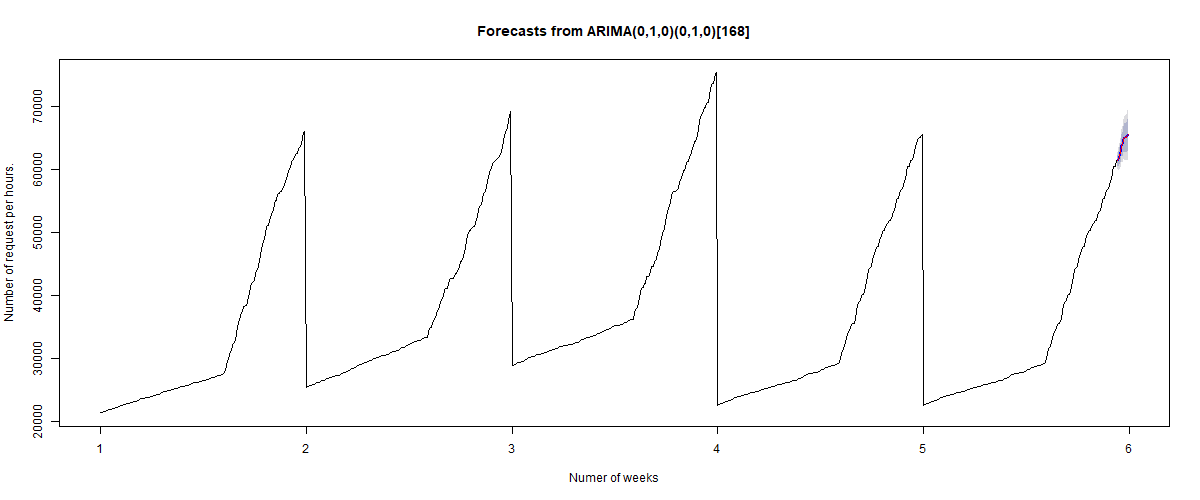 Forecasts from ARIMA(0,1,0)(0,1,0)[168]
Number of request per hours.
70000
60000
50000
40000
30000
20000
1 2 3 4 5 6
Numer of weeks